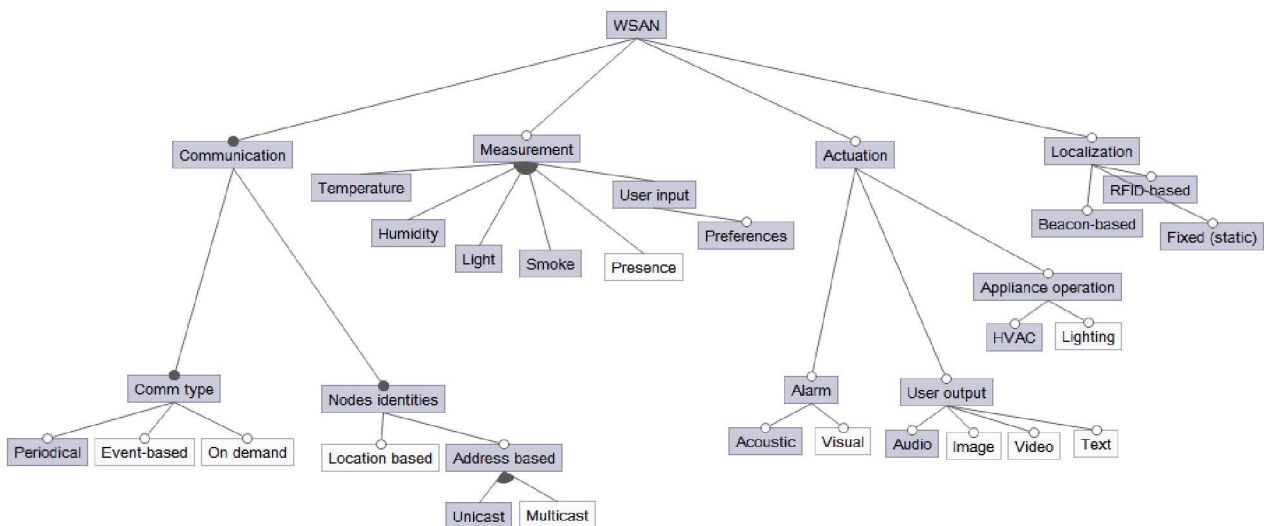 WSAN
Communication
Measurement
Actuation
Localization
Temperature
User input
RFID-based
Humidity
Light
Smoke
Presence
Preferences
Beacon-based
Fixed (static)
Appliance operation
HVAC
Lighting
Comm type
Nodes identities
Alarm
User output
Periodical
Event-based
On demand
Location based
Address based
Acoustic
Visual
Audio
Image
Video
Text
Unicast
Multicast